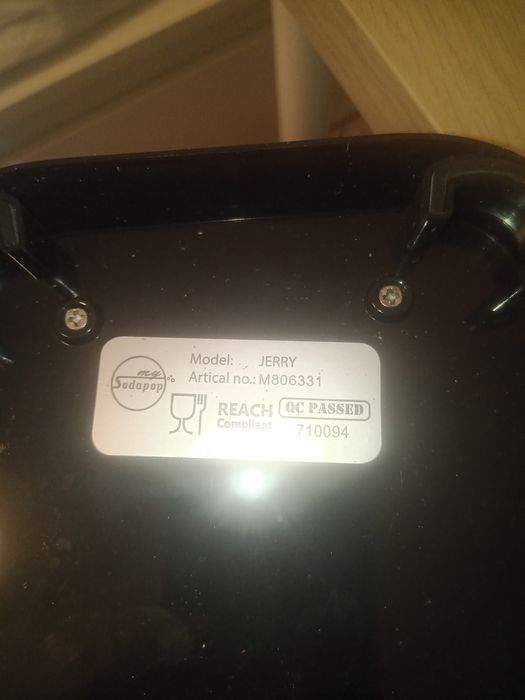 my
Sodapop
Model: JERRY
Artical no.: M806331
REACH
Compliant
QC PASSED
710094